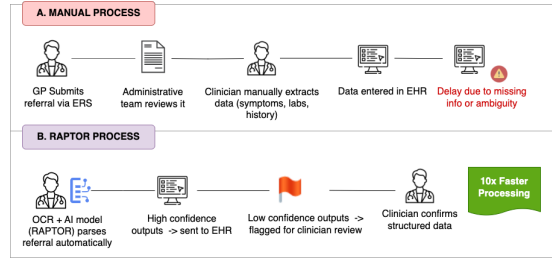 A. MANUAL PROCESS
GP Submits
referral via ERS
Administrative
team reviews it
Clinician manually extracts
data (symptoms, labs,
history)
Data entered in EHR
Delay due to missing
info or ambiguity
B. RAPTOR PROCESS
OCR + AI model
(RAPTOR) parses
referral automatically
High confidence
outputs -> sent to EHR
Low confidence outputs ->
flagged for clinician review
Clinician confirms
structured data
10x Faster
Processing